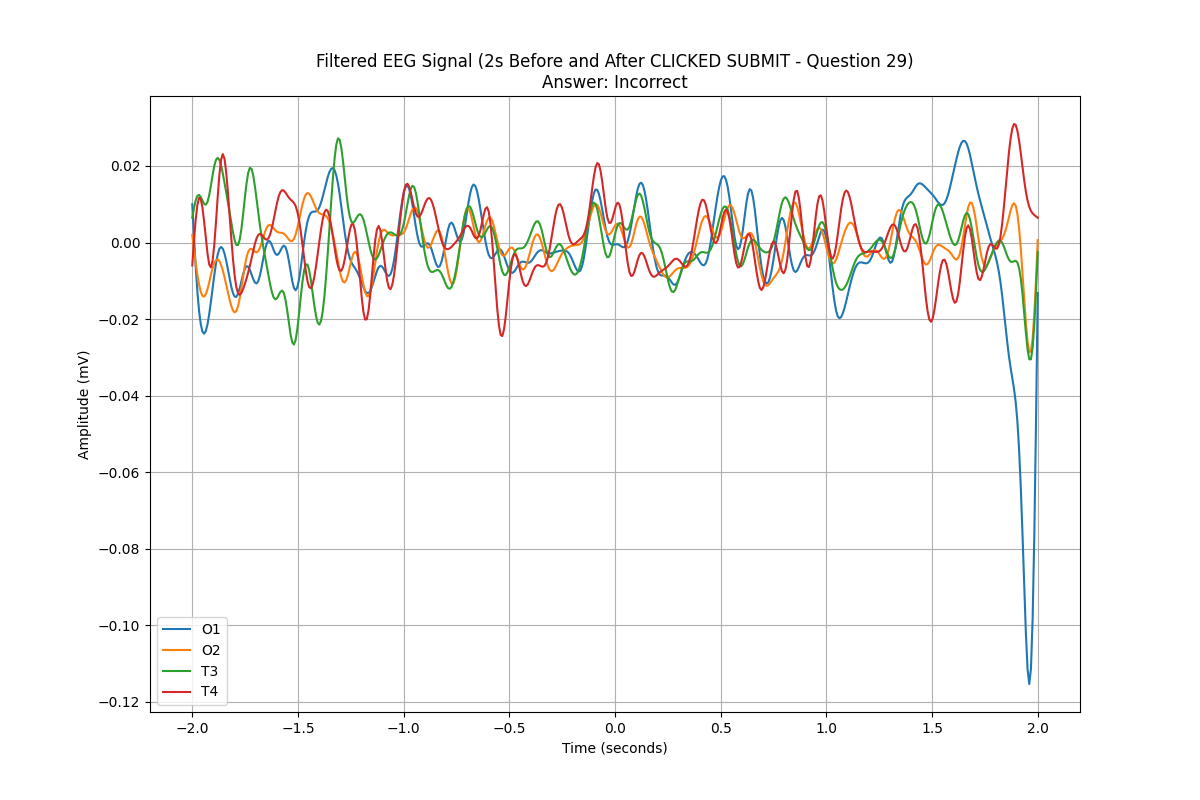 Filtered EEG Signal (2s Before and After CLICKED SUBMIT - Question 29)
Answer: Incorrect
Amplitude (mV)
0.02
0.00
−0.02
−0.04
−0.06
−0.08
−0.10
−0.12
O1
O2
T3
T4
−2.0 −1.5 −1.0 −0.5 0.0 0.5 1.0 1.5 2.0
Time (seconds)